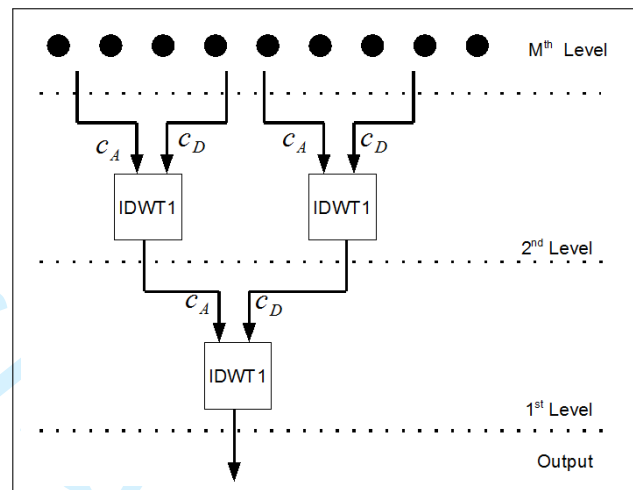 Mth Level
cA cD cA cD
IDWT1 IDWT1
2nd Level
cA cD
IDWT1
1st Level
Output